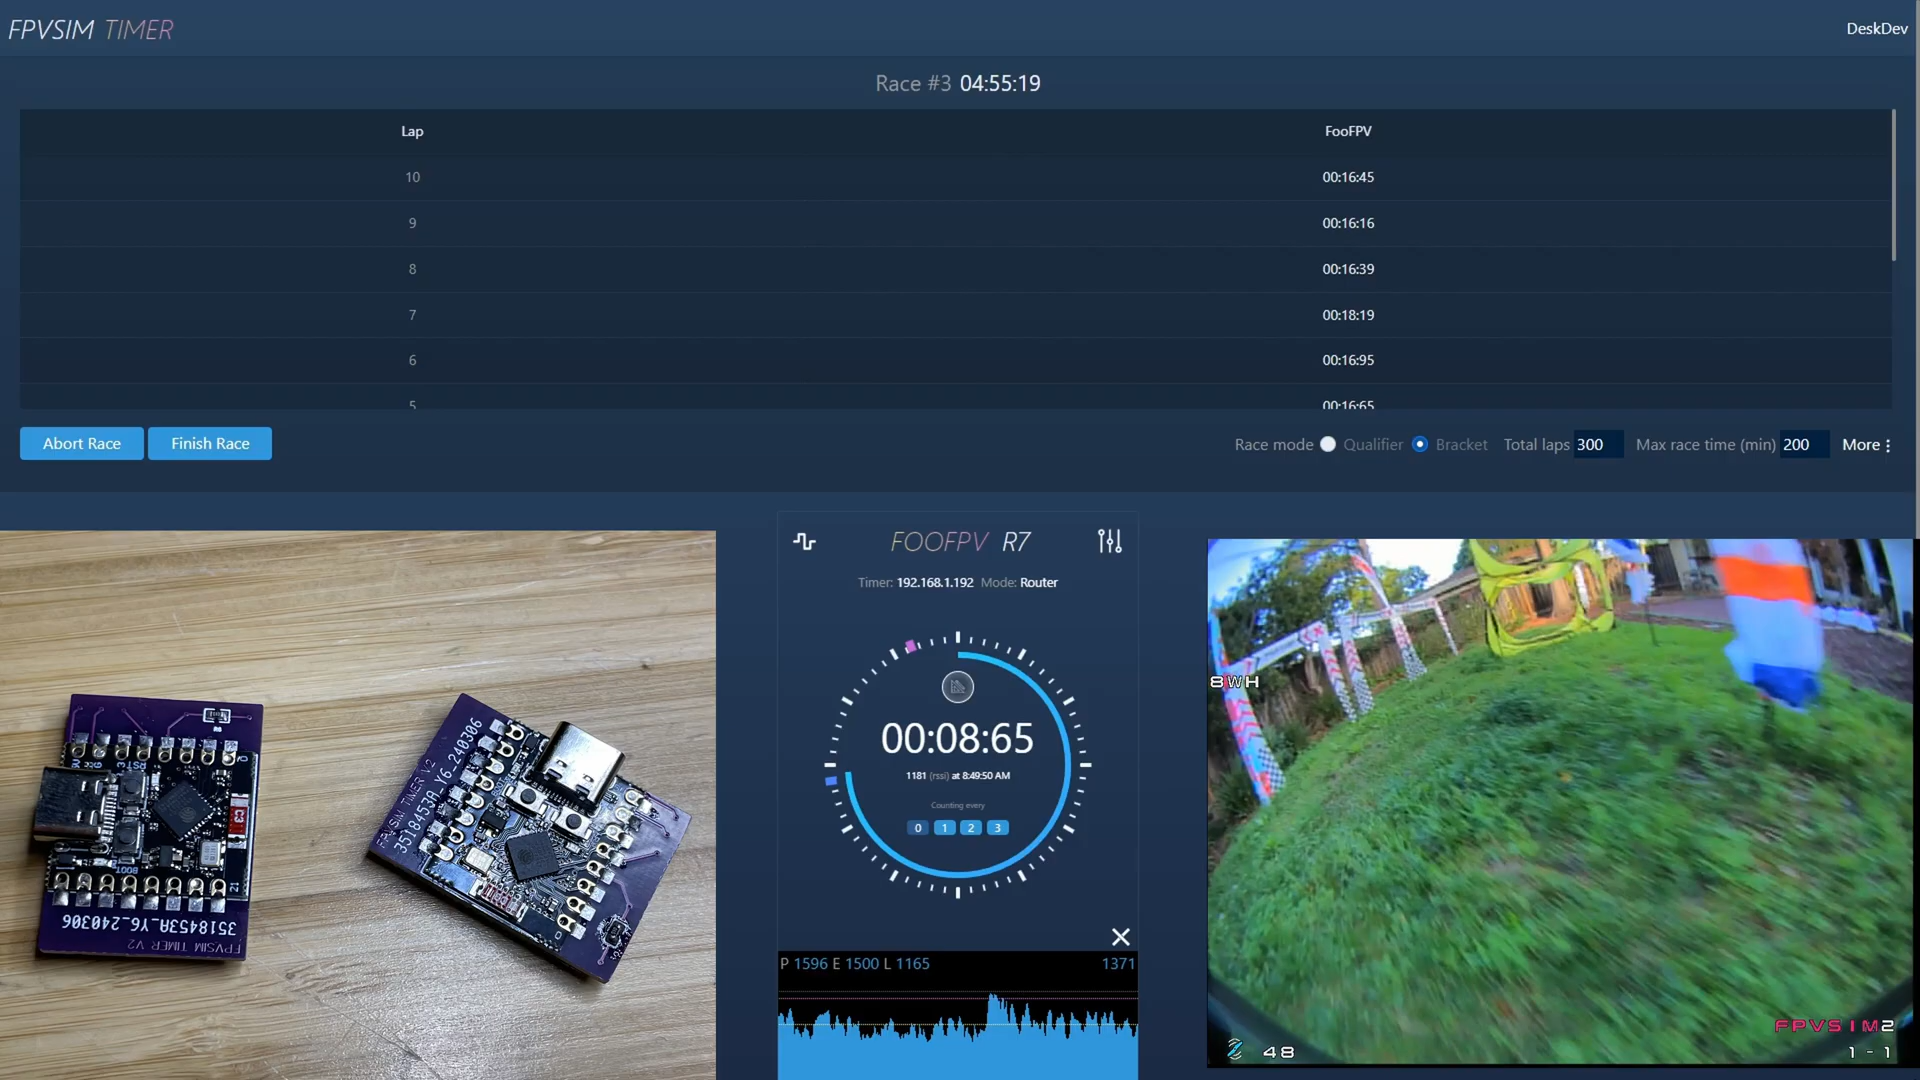 FPVSIM TIMER
DeskDev
Race #3 04:55:19
Lap FooFPV
10 00:16:45
9 00:16:16
8 00:16:39
7 00:18:19
6 00:16:95
5 00:16:65
Abort Race Finish Race
Race mode Qualifier Bracket Total laps 300 Max race time (min) 200 More
FOOFPV R7
Timer: 192.168.1.192 Mode: Router
00:08:65
1181 (rssi) at 8:49:50 AM
Counting every
0 1 2 3
P 1596 E 1500 L 1165 1371
RST
BOOT
21
3518453A_Y6_240306
FPVSIM TIMER V2
FPVSIM TIMER V2
3518453A_Y6_240306
8WH
FPVSIM2
48
1-1